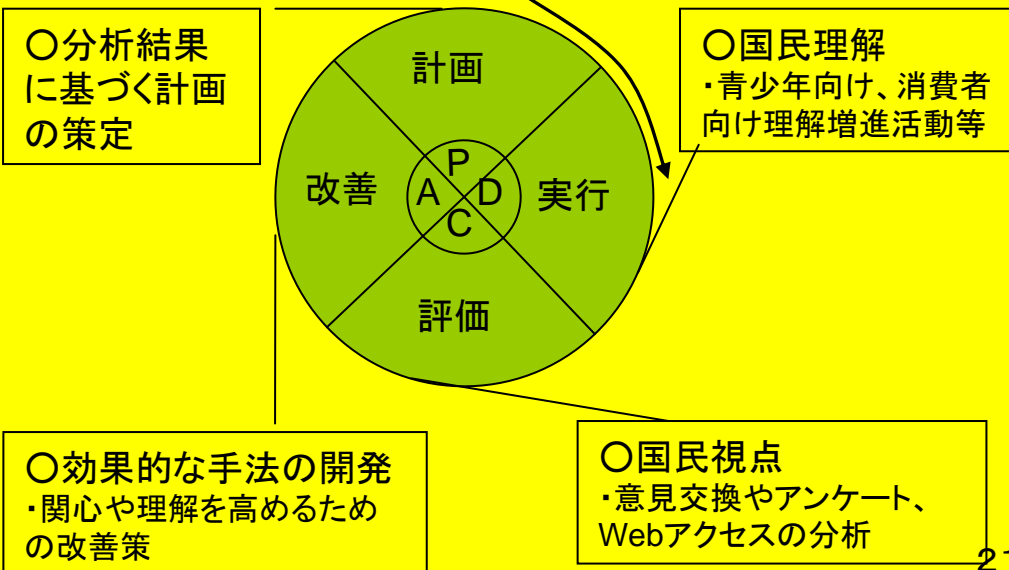 〇分析結果
に基づく計画
の策定
計画
〇国民理解
・青少年向け、消費者
向け理解増進活動等
改善
P
A
D
C
実行
評価
〇効果的な手法の開発
・関心や理解を高めるため
の改善策
〇国民視点
・意見交換やアンケート、
Webアクセスの分析